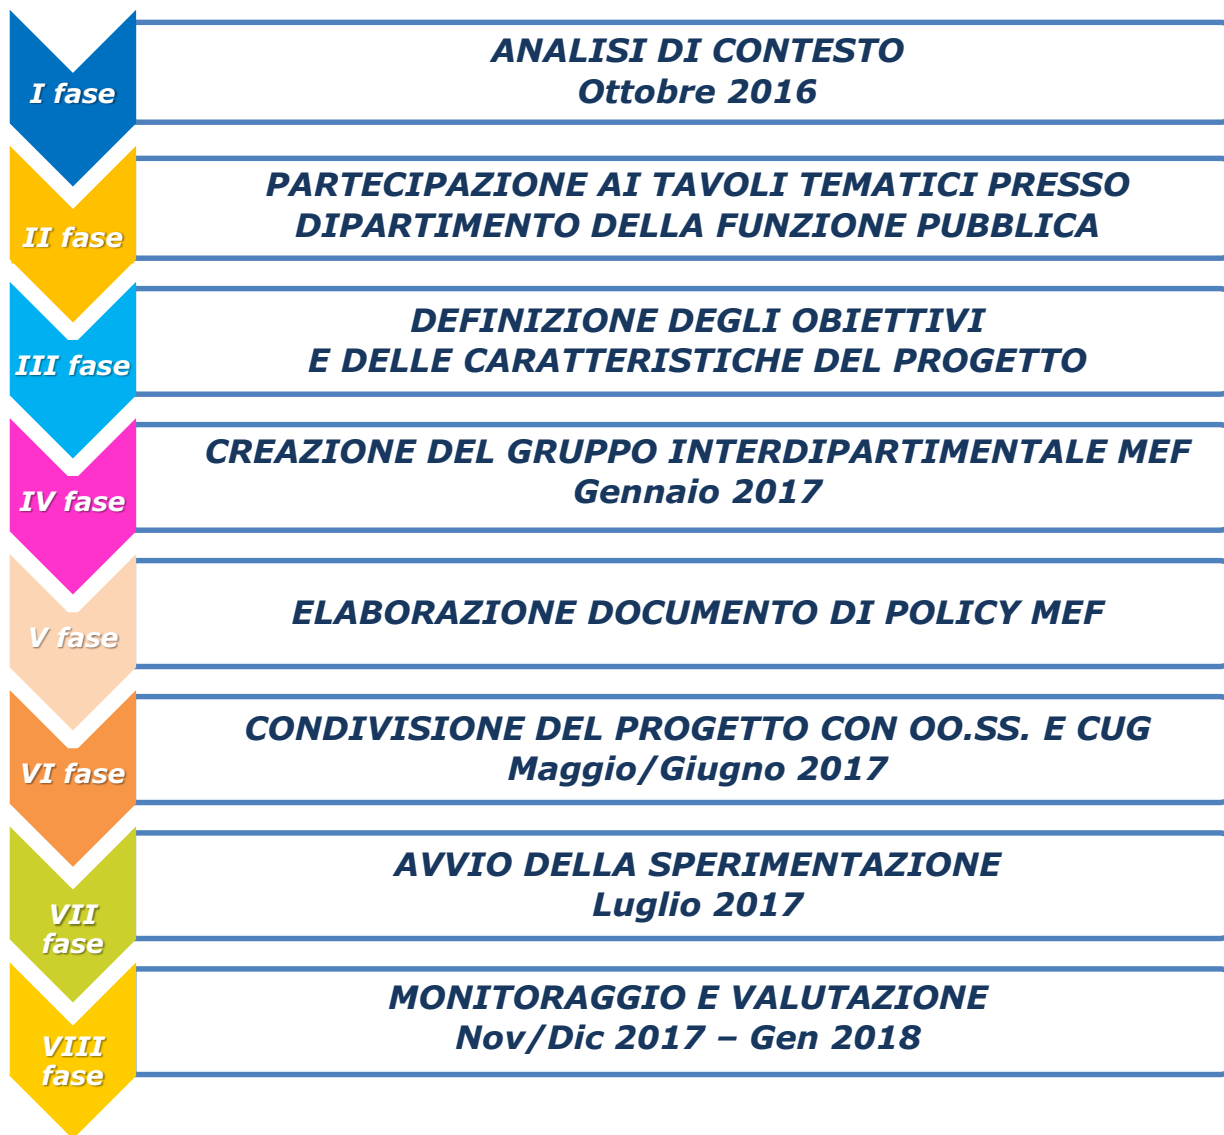 I fase
ANALISI DI CONTESTO
Ottobre 2016
II fase
PARTECIPAZIONE AI TAVOLI TEMATICI PRESSO
DIPARTIMENTO DELLA FUNZIONE PUBBLICA
III fase
DEFINIZIONE DEGLI OBIETTIVI
E DELLE CARATTERISTICHE DEL PROGETTO
IV fase
CREAZIONE DEL GRUPPO INTERDIPARTIMENTALE MEF
Gennaio 2017
V fase
ELABORAZIONE DOCUMENTO DI POLICY MEF
VI fase
CONDIVISIONE DEL PROGETTO CON OO.SS. E CUG
Maggio/Giugno 2017
VII
fase
AVVIO DELLA SPERIMENTAZIONE
Luglio 2017
VIII
fase
MONITORAGGIO E VALUTAZIONE
Nov/Dic 2017 – Gen 2018